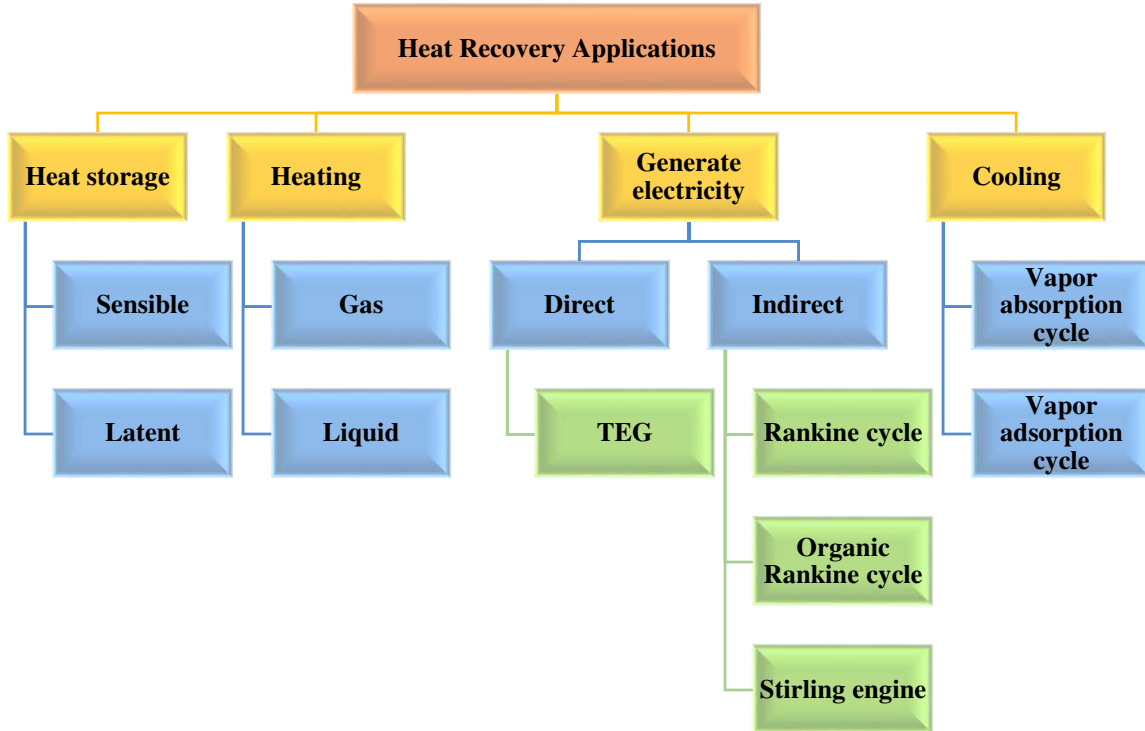 Heat Recovery Applications
Heat storage
Heating
Generate
electricity
Cooling
Sensible
Gas
Direct
Indirect
Vapor
absorption
cycle
Latent
Liquid
TEG
Rankine cycle
Vapor
adsorption
cycle
Organic
Rankine cycle
Stirling engine